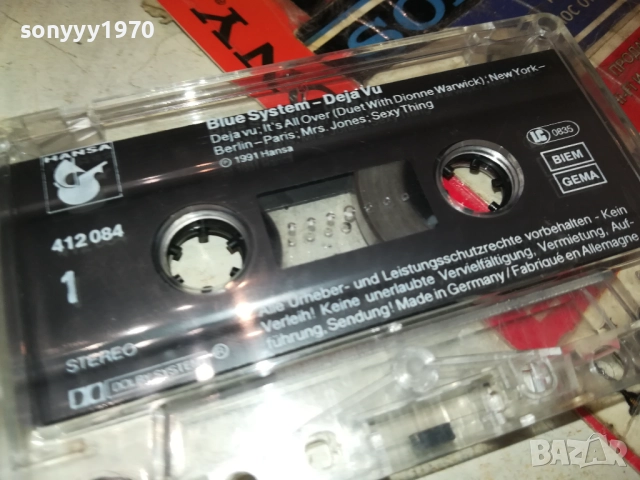 sonyyy1970
Blue System – Deja Vu
Deja vu; It's All Over (Duet With Dionne Warwick); New York –
Berlin – Paris; Mrs. Jones; Sexy Thing
℗ 1991 Hansa
HANSA
LC 0835
BIEM
GEMA
412 084
1
STEREO
DOLBY SYSTEM ®
Alle Urheber- und Leistungsschutzrechte vorbehalten - Kein
Verleih! Keine unerlaubte Vervielfältigung, Vermietung, Auf-
führung, Sendung! Made in Germany / Fabriqué en Allemagne
bazar